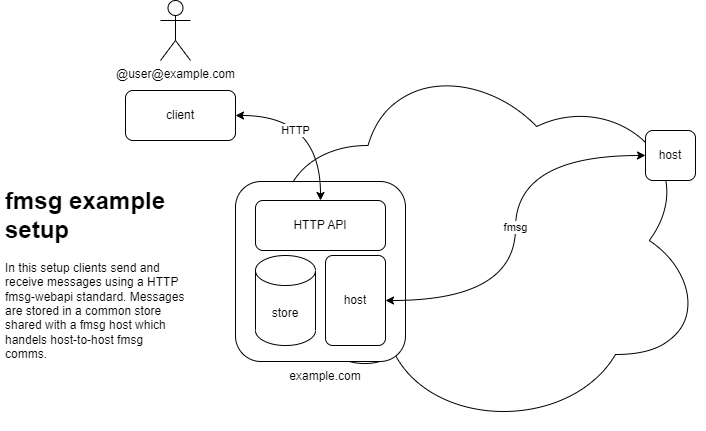 @user@example.com
client
HTTP
host
fmsg example
setup
HTTP API
fmsg
In this setup clients send and
receive messages using a HTTP
fmsg-webapi standard. Messages
are stored in a common store
shared with a fmsg host which
handels host-to-host fmsg
comms.
store
host
example.com